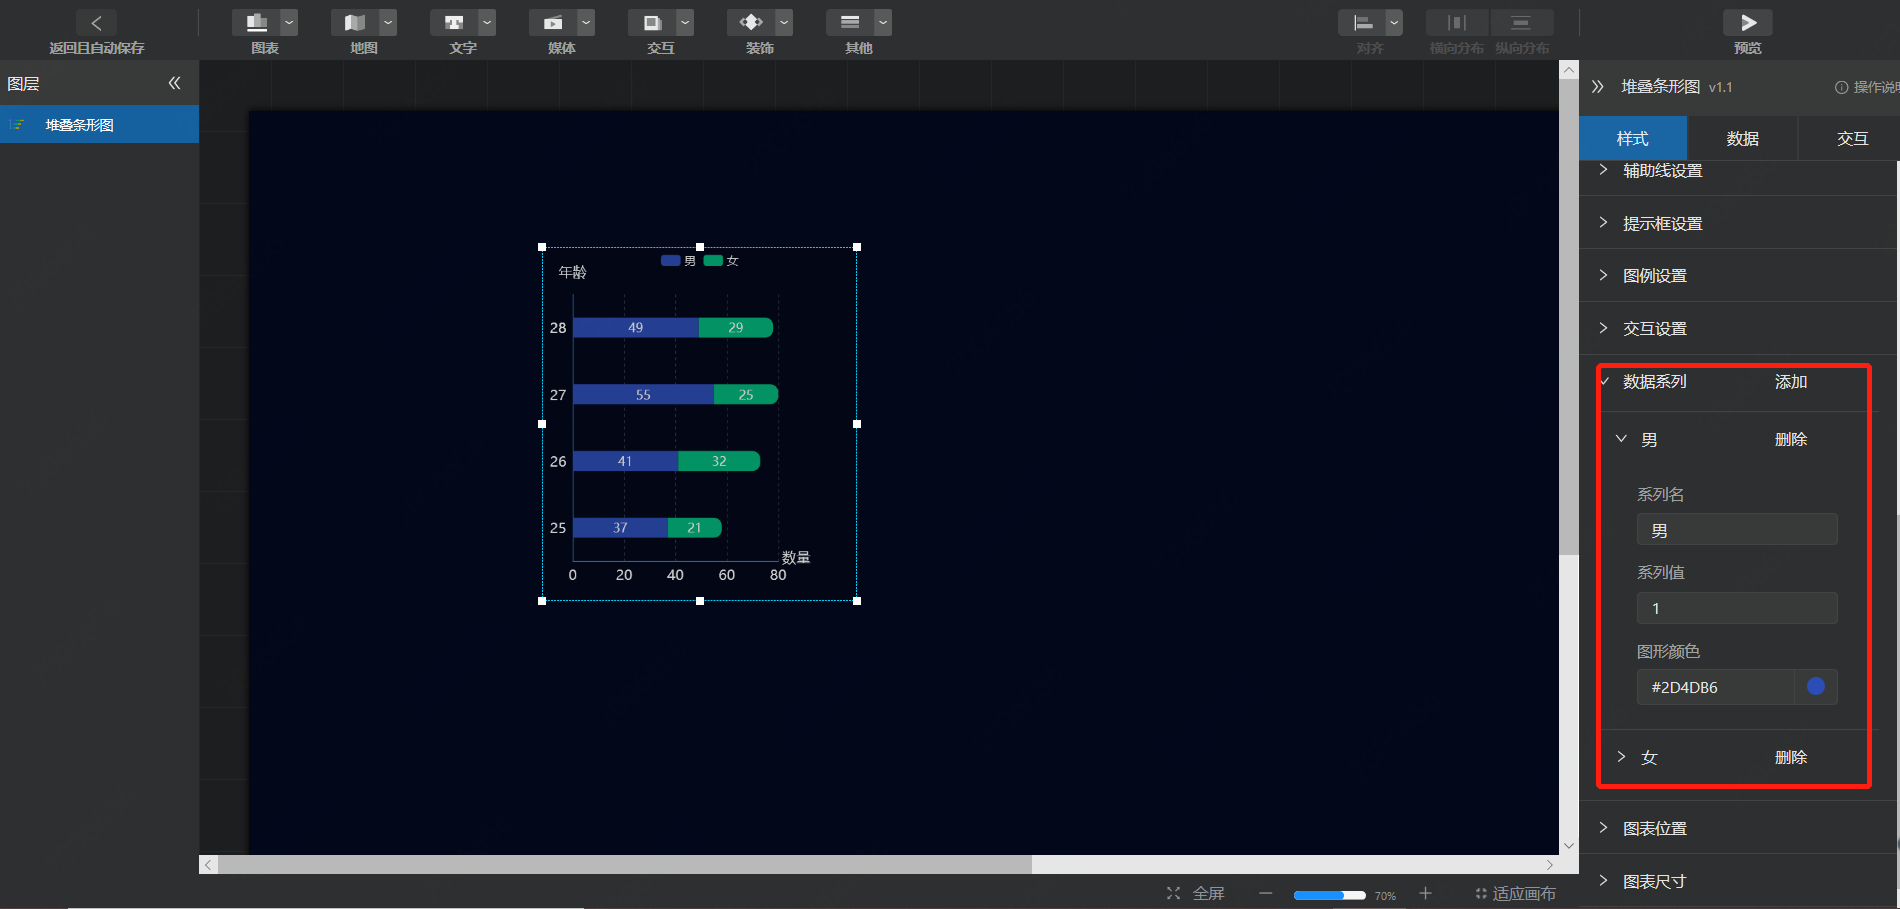 返回且自动保存
图表
地图
文字
媒体
交互
装饰
其他
对齐
横向分布
纵向分布
预览
图层
堆叠条形图
年龄
男
女
28
49
29
27
55
25
26
41
32
25
37
21
数量
0
20
40
60
80
全屏
70%
适应画布
堆叠条形图 v1.1
操作说明
样式
数据
交互
辅助线设置
提示框设置
图例设置
交互设置
数据系列
添加
男
删除
系列名
男
系列值
1
图形颜色
#2D4DB6
女
删除
图表位置
图表尺寸